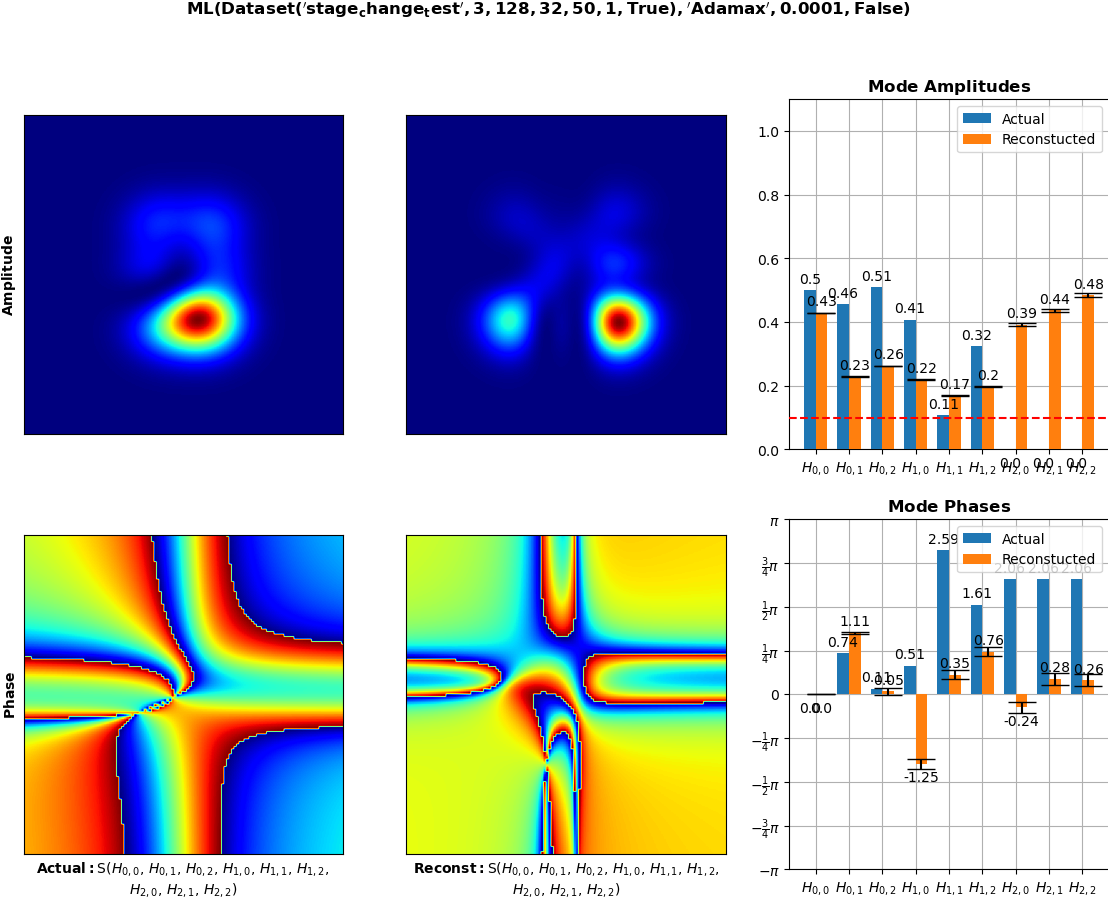 ML(Dataset('stage_change_test', 3, 128, 32, 50, 1, True), 'Adamax', 0.0001, False)
Amplitude
Mode Amplitudes
Actual
Reconstucted
1.0
0.8
0.6
0.4
0.2
0.0
0.5
0.43
0.46
0.23
0.51
0.26
0.41
0.22
0.11
0.17
0.32
0.2
0.0
0.39
0.0
0.44
0.0
0.48
H0,0 H0,1 H0,2 H1,0 H1,1 H1,2 H2,0 H2,1 H2,2
Phase
Actual: S(H0,0, H0,1, H0,2, H1,0, H1,1, H1,2,
H2,0, H2,1, H2,2)
Reconst: S(H0,0, H0,1, H0,2, H1,0, H1,1, H1,2,
H2,0, H2,1, H2,2)
Mode Phases
Actual
Reconstucted
π
3/4π
1/2π
1/4π
0
−1/4π
−1/2π
−3/4π
−π
0.0
0.0
0.74
1.11
0.11
0.05
0.51
-1.25
2.59
0.35
1.61
0.76
2.06
-0.24
2.06
0.28
2.06
0.26
H0,0 H0,1 H0,2 H1,0 H1,1 H1,2 H2,0 H2,1 H2,2